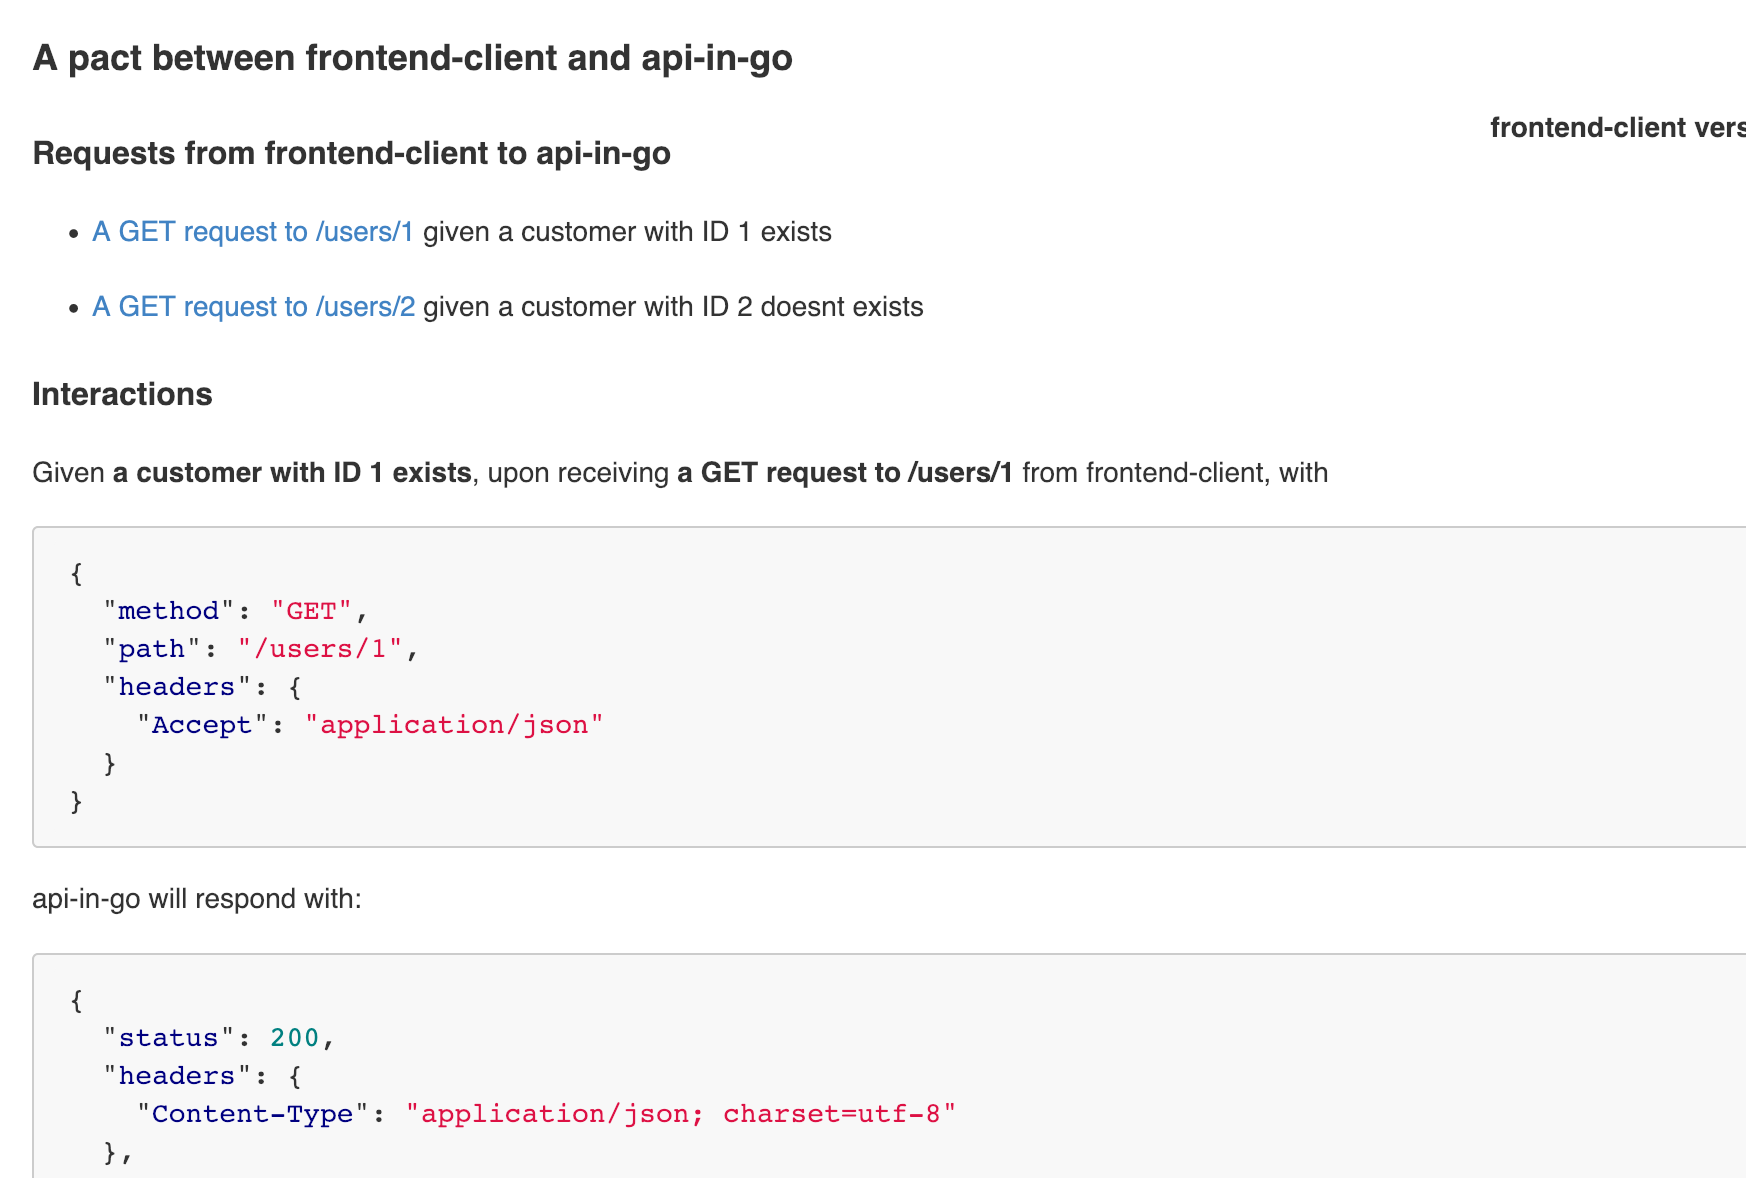 A pact between frontend-client and api-in-go
frontend-client vers
Requests from frontend-client to api-in-go
• A GET request to /users/1 given a customer with ID 1 exists
• A GET request to /users/2 given a customer with ID 2 doesnt exists
Interactions
Given a customer with ID 1 exists, upon receiving a GET request to /users/1 from frontend-client, with
{
  "method": "GET",
  "path": "/users/1",
  "headers": {
    "Accept": "application/json"
  }
}
api-in-go will respond with:
{
  "status": 200,
  "headers": {
    "Content-Type": "application/json; charset=utf-8"
  },